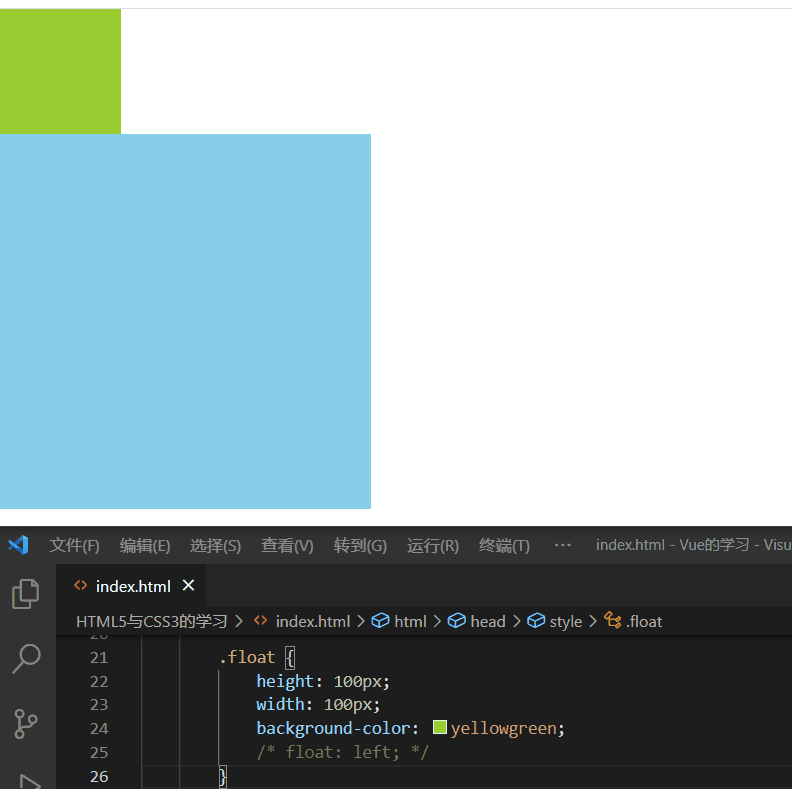 文件(F) 编辑(E) 选择(S) 查看(V) 转到(G) 运行(R) 终端(T) ··· index.html - Vue的学习 - Visu
index.html
HTML5与CSS3的学习 > index.html > html > head > style > .float
20
21 .float {
22 height: 100px;
23 width: 100px;
24 background-color: yellowgreen;
25 /* float: left; */
26 }